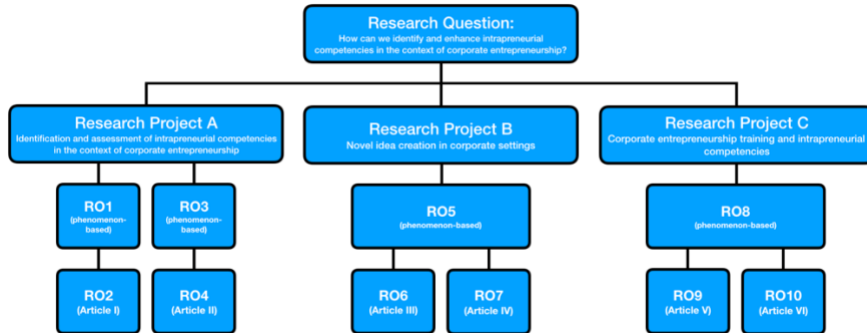 Research Question:
How can we identify and enhance intrapreneurial
competencies in the context of corporate entrepreneurship?
Research Project A
Identification and assessment of intrapreneurial competencies
in the context of corporate entrepreneurship
Research Project B
Novel idea creation in corporate settings
Research Project C
Corporate entrepreneurship training and intrapreneurial
competencies
RO1
(phenomenon-
based)
RO3
(phenomenon-
based)
RO5
(phenomenon-based)
RO8
(phenomenon-based)
RO2
(Article I)
RO4
(Article II)
RO6
(Article III)
RO7
(Article IV)
RO9
(Article V)
RO10
(Article VI)